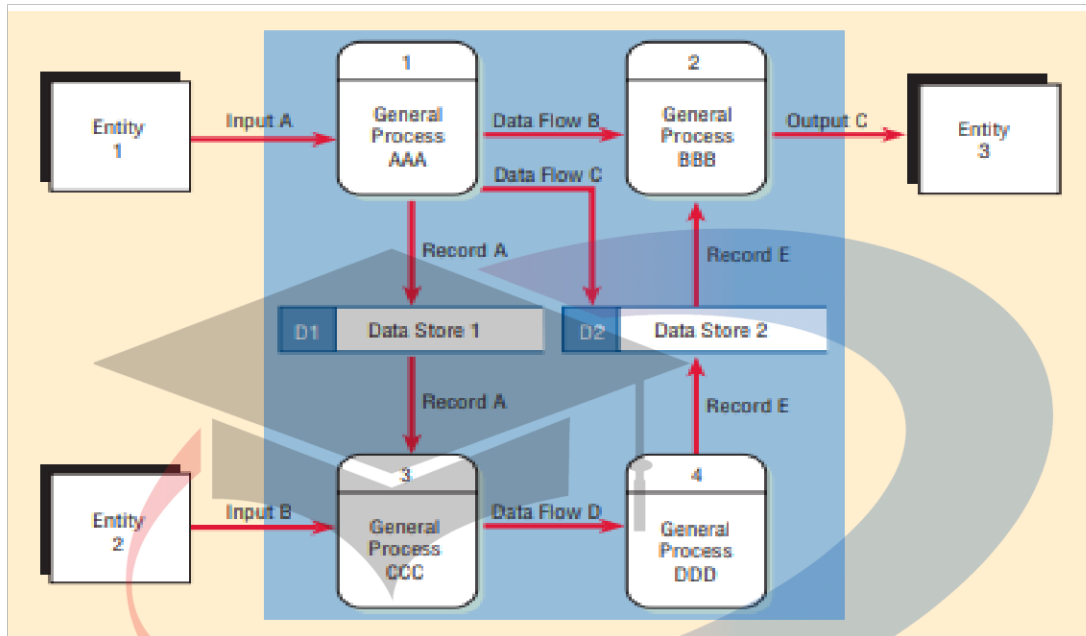 1
General
Process
AAA
2
General
Process
BBB
Entity
1
Input A
Data Flow B
Output C
Entity
3
Data Flow C
Record A
Record E
D1
Data Store 1
D2
Data Store 2
Record A
Record E
Entity
2
Input B
3
General
Process
CCC
Data Flow D
4
General
Process
DDD